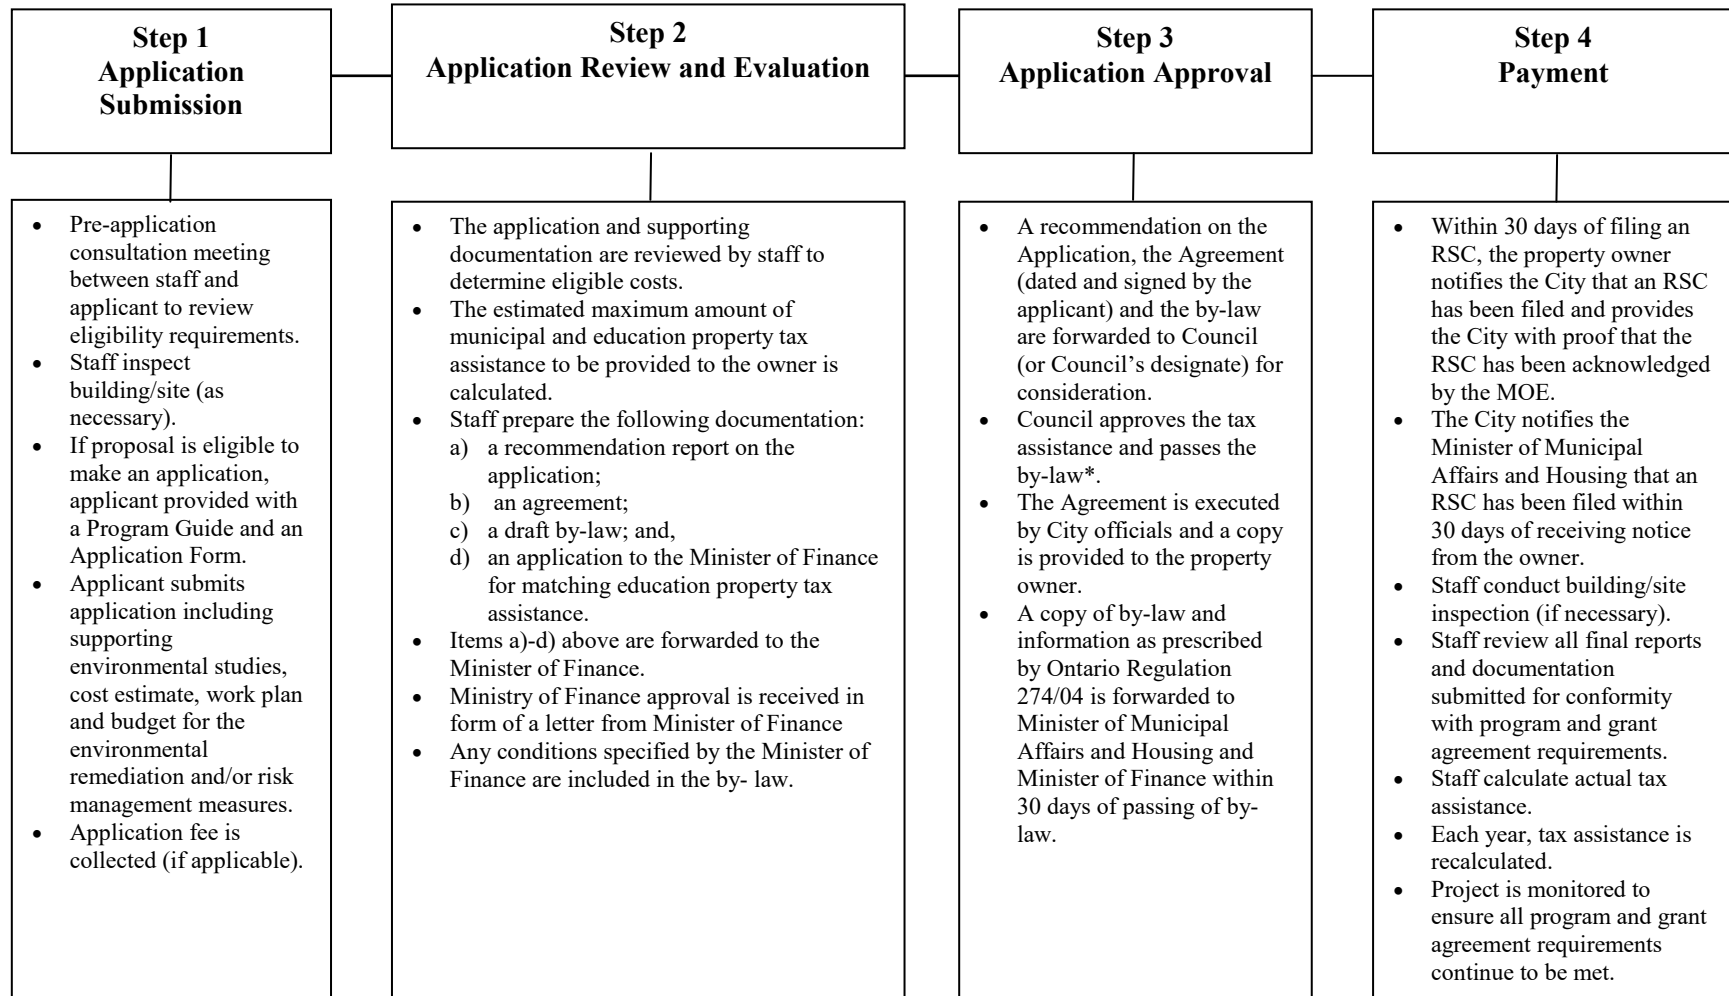 Step 1
Application
Submission
Step 2
Application Review and Evaluation
Step 3
Application Approval
Step 4
Payment
• Pre-application
consultation meeting
between staff and
applicant to review
eligibility requirements.
• Staff inspect
building/site (as
necessary).
• If proposal is eligible to
make an application,
applicant provided with
a Program Guide and an
Application Form.
• Applicant submits
application including
supporting
environmental studies,
cost estimate, work plan
and budget for the
environmental
remediation and/or risk
management measures.
• Application fee is
collected (if applicable).
• The application and supporting
documentation are reviewed by staff to
determine eligible costs.
• The estimated maximum amount of
municipal and education property tax
assistance to be provided to the owner is
calculated.
• Staff prepare the following documentation:
a) a recommendation report on the
application;
b) an agreement;
c) a draft by-law; and,
d) an application to the Minister of Finance
for matching education property tax
assistance.
• Items a)-d) above are forwarded to the
Minister of Finance.
• Ministry of Finance approval is received in
form of a letter from Minister of Finance
• Any conditions specified by the Minister of
Finance are included in the by- law.
• A recommendation on the
Application, the Agreement
(dated and signed by the
applicant) and the by-law
are forwarded to Council
(or Council’s designate) for
consideration.
• Council approves the tax
assistance and passes the
by-law*.
• The Agreement is executed
by City officials and a copy
is provided to the property
owner.
• A copy of by-law and
information as prescribed
by Ontario Regulation
274/04 is forwarded to
Minister of Municipal
Affairs and Housing and
Minister of Finance within
30 days of passing of by-
law.
• Within 30 days of filing an
RSC, the property owner
notifies the City that an RSC
has been filed and provides
the City with proof that the
RSC has been acknowledged
by the MOE.
• The City notifies the
Minister of Municipal
Affairs and Housing that an
RSC has been filed within
30 days of receiving notice
from the owner.
• Staff conduct building/site
inspection (if necessary).
• Staff review all final reports
and documentation
submitted for conformity
with program and grant
agreement requirements.
• Staff calculate actual tax
assistance.
• Each year, tax assistance is
recalculated.
• Project is monitored to
ensure all program and grant
agreement requirements
continue to be met.